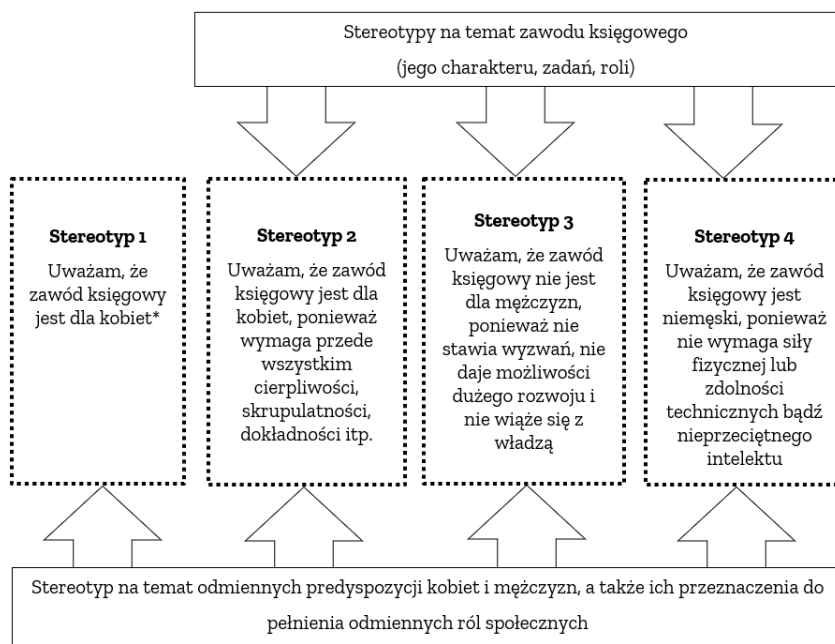 Stereotypy na temat zawodu księgowego
(jego charakteru, zadań, roli)
Stereotyp 1
Uważam, że
zawód księgowy
jest dla kobiet*
Stereotyp 2
Uważam, że zawód
księgowy jest dla
kobiet, ponieważ
wymaga przede
wszystkim
cierpliwości,
skrupulatności,
dokładności itp.
Stereotyp 3
Uważam, że zawód
księgowy nie jest
dla mężczyzn,
ponieważ nie
stawia wyzwań, nie
daje możliwości
dużego rozwoju i
nie wiąże się z
władzą
Stereotyp 4
Uważam, że zawód
księgowy jest
niemęski, ponieważ
nie wymaga siły
fizycznej lub
zdolności
technicznych bądź
nieprzeciętnego
intelektu
Stereotyp na temat odmiennych predyspozycji kobiet i mężczyzn, a także ich przeznaczenia do
pełnienia odmiennych ról społecznych